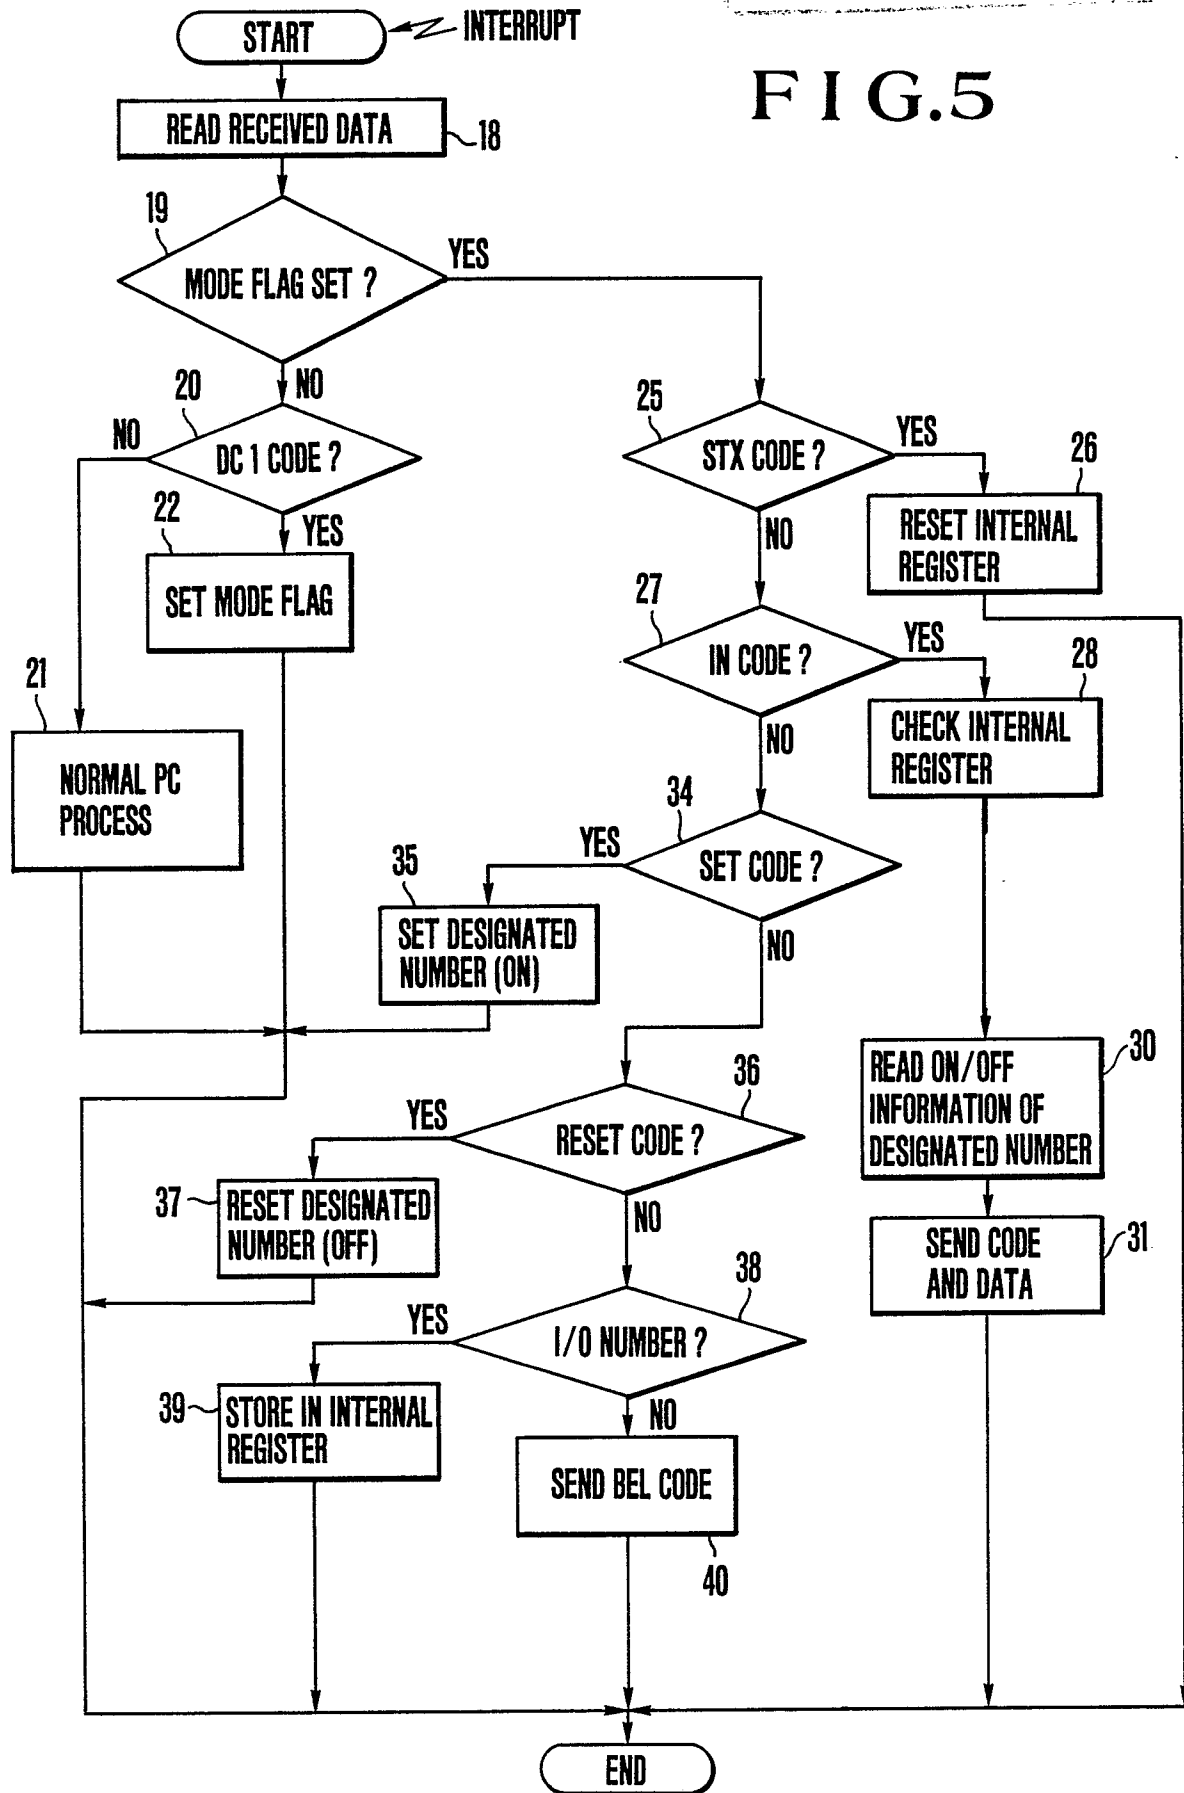 START
INTERRUPT
FIG.5
READ RECEIVED DATA
18
19
MODE FLAG SET ?
YES
NO
20
NO
DC 1 CODE ?
22
YES
SET MODE FLAG
21
NORMAL PC
PROCESS
25
STX CODE ?
YES
26
RESET INTERNAL
REGISTER
NO
27
IN CODE ?
YES
28
CHECK INTERNAL
REGISTER
NO
34
YES
SET CODE ?
35
SET DESIGNATED
NUMBER (ON)
NO
30
READ ON/OFF
INFORMATION OF
DESIGNATED NUMBER
36
YES
RESET CODE ?
37
RESET DESIGNATED
NUMBER (OFF)
NO
31
SEND CODE
AND DATA
38
YES
I/O NUMBER ?
39
STORE IN INTERNAL
REGISTER
NO
SEND BEL CODE
40
END